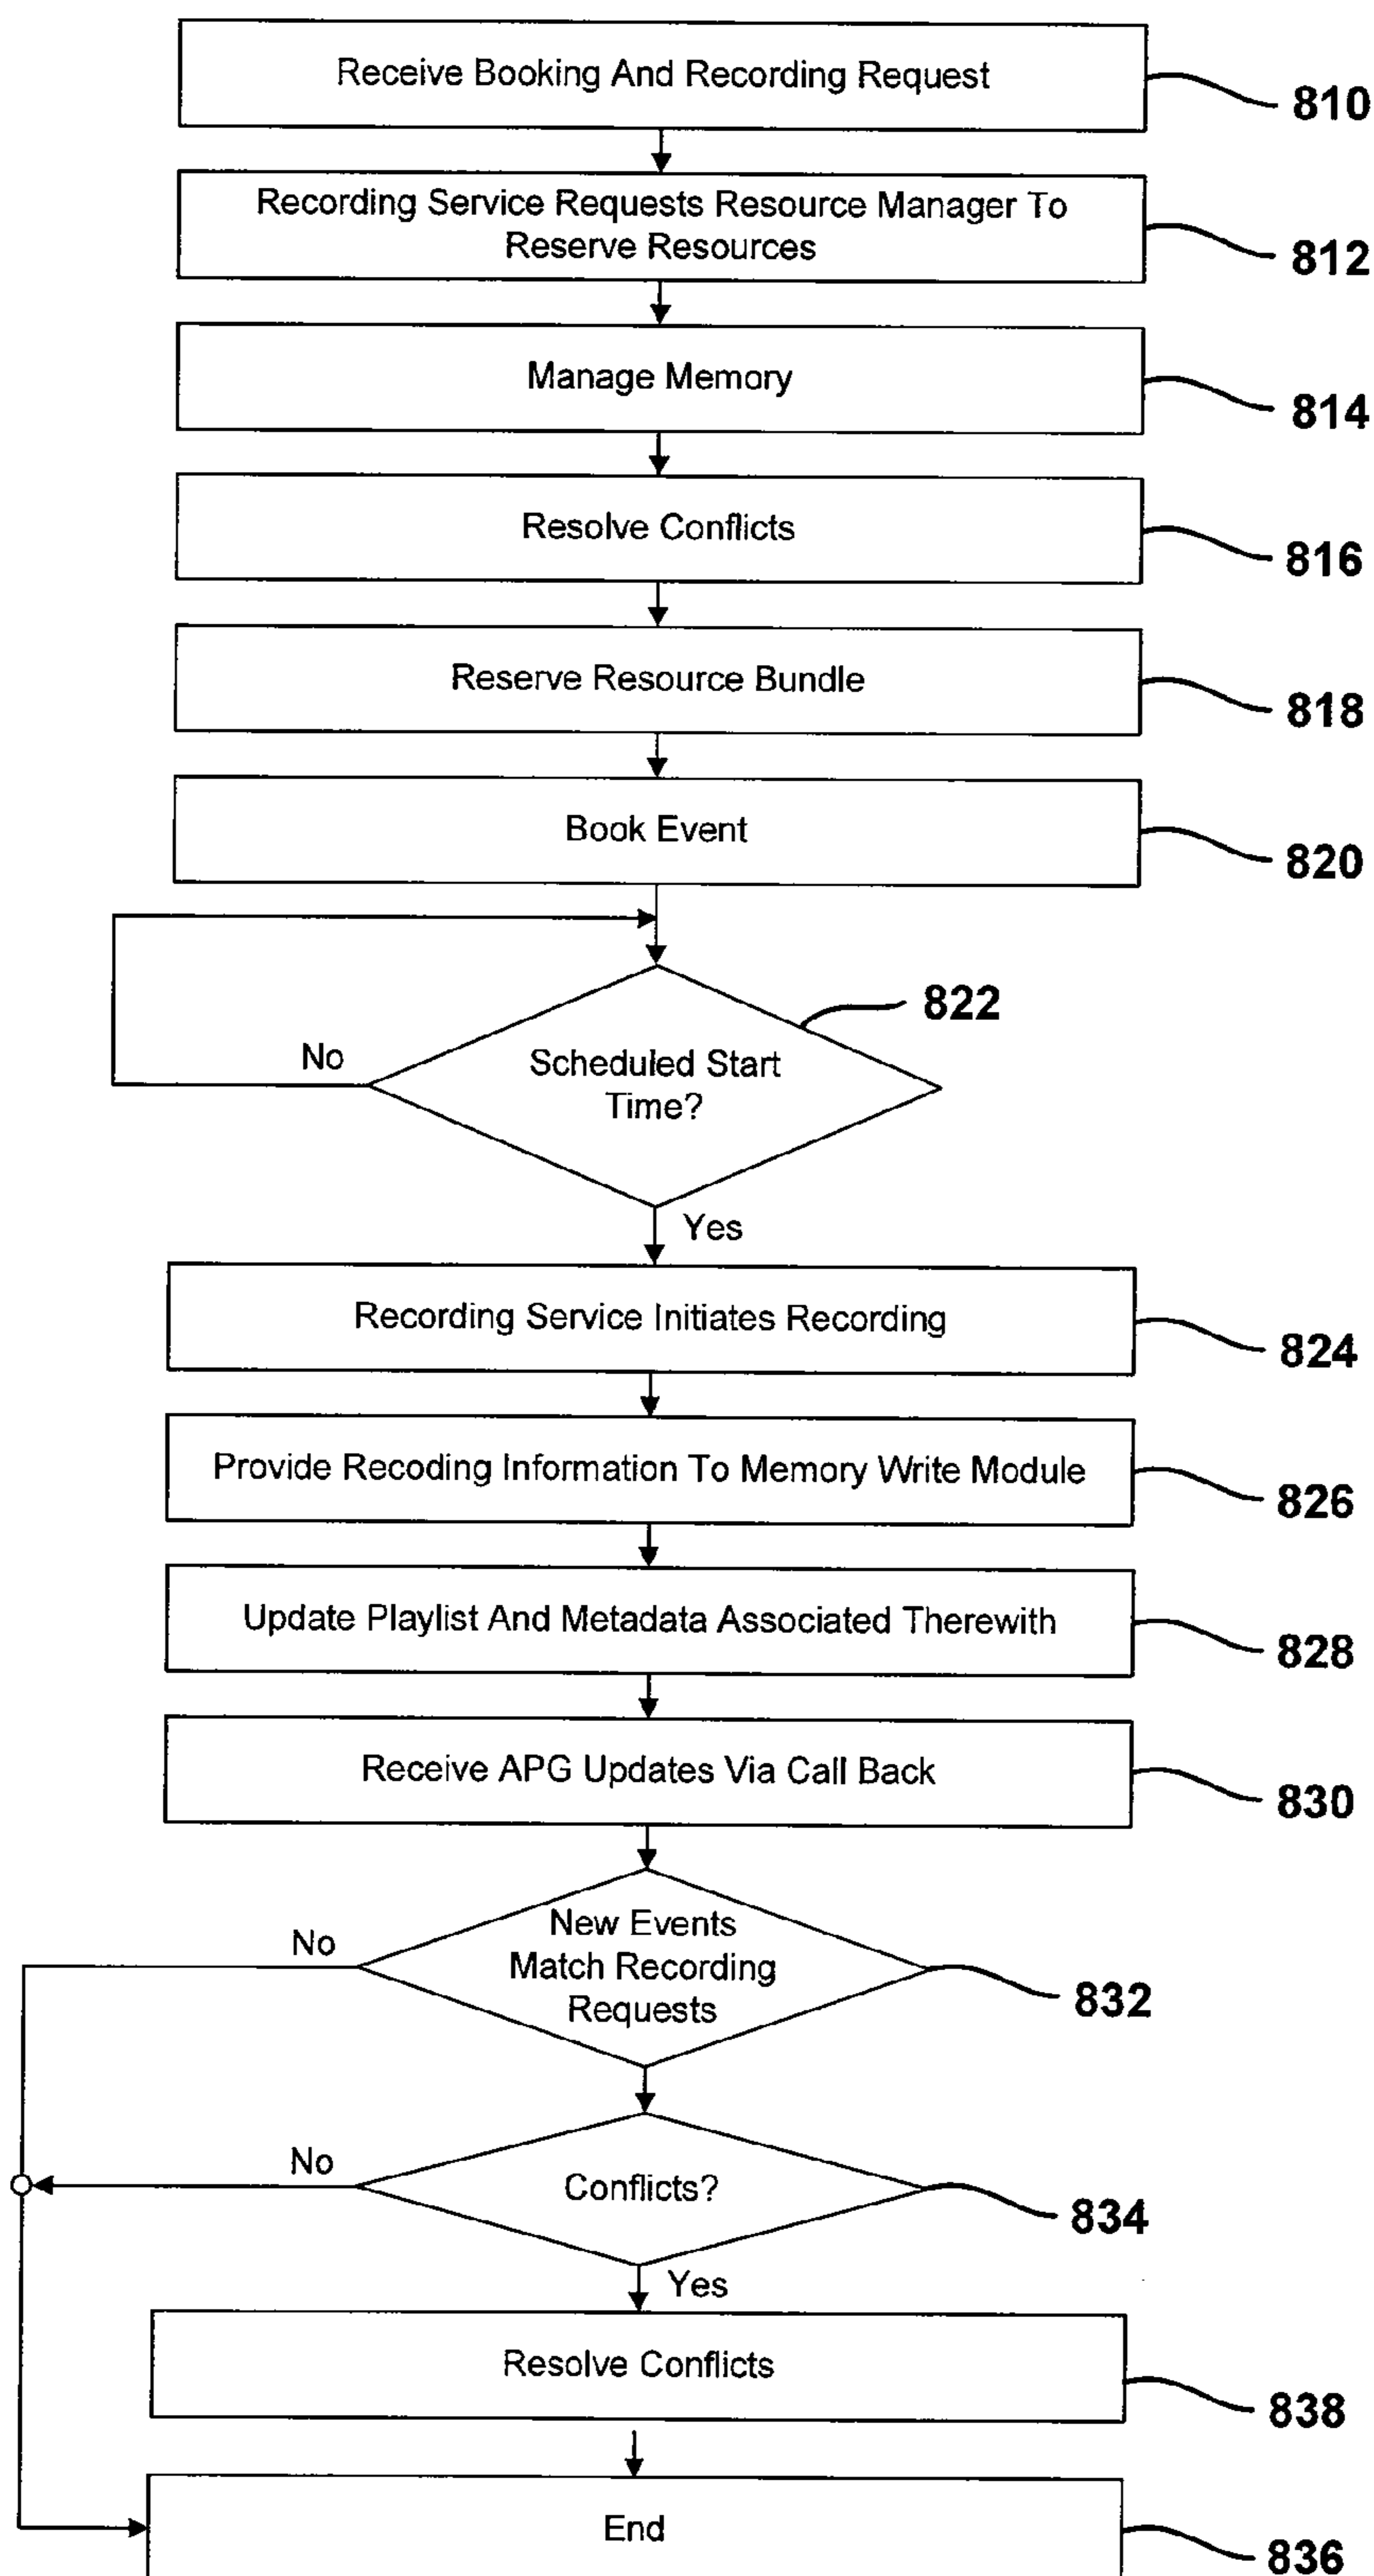 Receive Booking And Recording Request
810
Recording Service Requests Resource Manager To
Reserve Resources
812
Manage Memory
814
Resolve Conflicts
816
Reserve Resource Bundle
818
Book Event
820
822
No
Scheduled Start
Time?
Yes
Recording Service Initiates Recording
824
Provide Recoding Information To Memory Write Module
826
Update Playlist And Metadata Associated Therewith
828
Receive APG Updates Via Call Back
830
No
New Events
Match Recording
Requests
832
No
Conflicts?
834
Yes
Resolve Conflicts
838
End
836